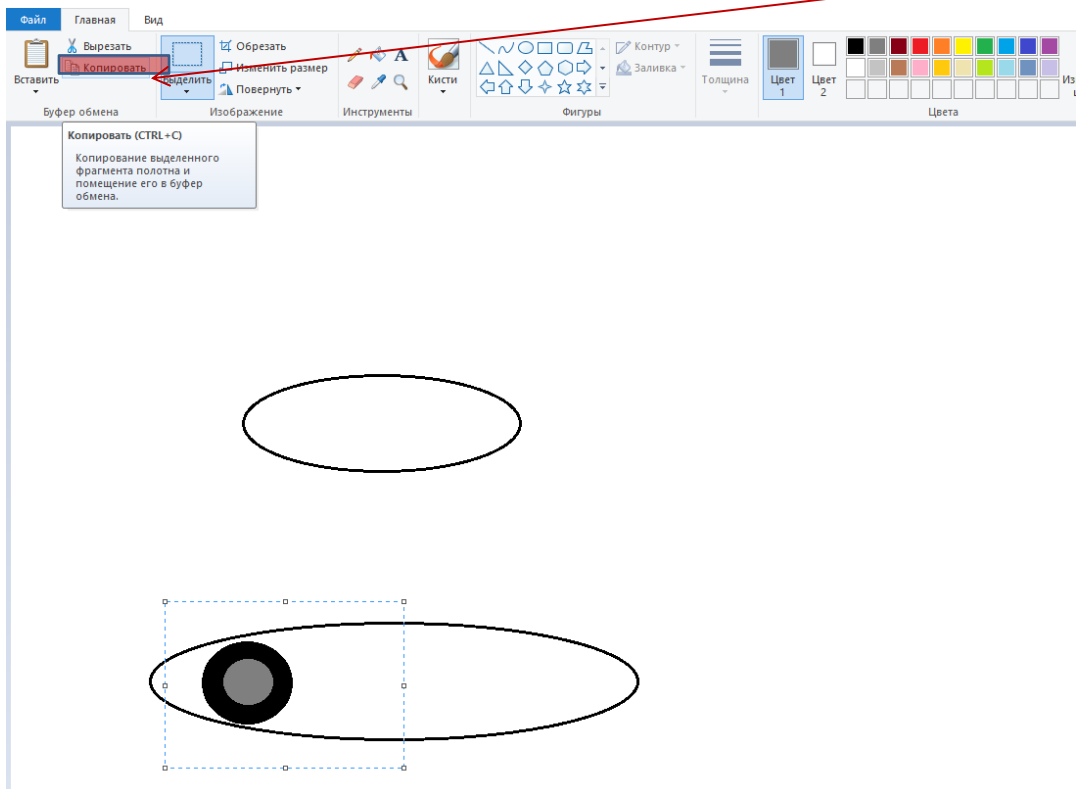 Файл Главная Вид
Вставить
Вырезать
Копировать
Буфер обмена
Выделить
Обрезать
Изменить размер
Повернуть
Изображение
A
Инструменты
Кисти
Контур
Заливка
Фигуры
Толщина
Цвет
1
Цвет
2
Цвета
Копировать (CTRL+C)
Копирование выделенного
фрагмента полотна и
помещение его в буфер
обмена.